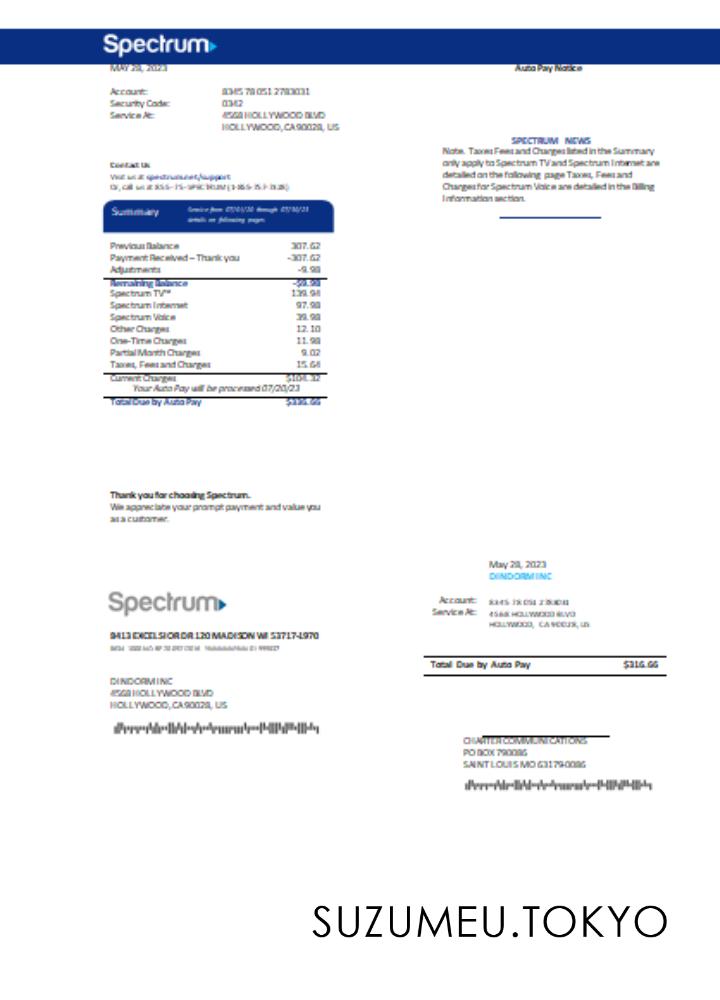 Spectrum
MAY 28, 2023
Auto Pay Notice
Account: 8345 78 051 2783031
Security Code: 0342
Service At: 4568 HOLLYWOOD BLVD
HOLLYWOOD, CA 90028, US
SPECTRUM NEWS
Note. Taxes Fees and Charges listed in the Summary
only apply to Spectrum TV and Spectrum Internet are
detailed on the following page Taxes, Fees and
Charges for Spectrum Voice are detailed in the Billing
Information section.
Contact Us
Visit us at spectrum.net/support
Or, call us at 855-75-SPECTRUM
Summary
Service from 07/01/20 through 07/30/23
details on following pages
Previous Balance 307.62
Payment Received – Thank you -307.62
Adjustments -9.98
Remaining Balance -$9.98
Spectrum TV™ 139.94
Spectrum Internet 97.98
Spectrum Voice 39.98
Other Charges 12.10
One-Time Charges 11.98
Partial Month Charges 9.02
Taxes, Fees and Charges 15.64
Current Charges $104.32
Your Auto Pay will be processed 07/20/23
Total Due by Auto Pay $336.66
Thank you for choosing Spectrum.
We appreciate your prompt payment and value you
as a customer.
May 28, 2023
DINDORM INC
Account: 8345 78 051 2783031
Service At: 4568 HOLLYWOOD BLVD
HOLLYWOOD, CA 90028, US
Spectrum
8413 EXCELSIOR DR 120 MADISON WI 53717-1970
Total Due by Auto Pay $316.66
DINDORM INC
4568 HOLLYWOOD BLVD
HOLLYWOOD, CA 90028, US
CHARTER COMMUNICATIONS
PO BOX 790086
SAINT LOUIS MO 63179-0086
SUZUMEU.TOKYO